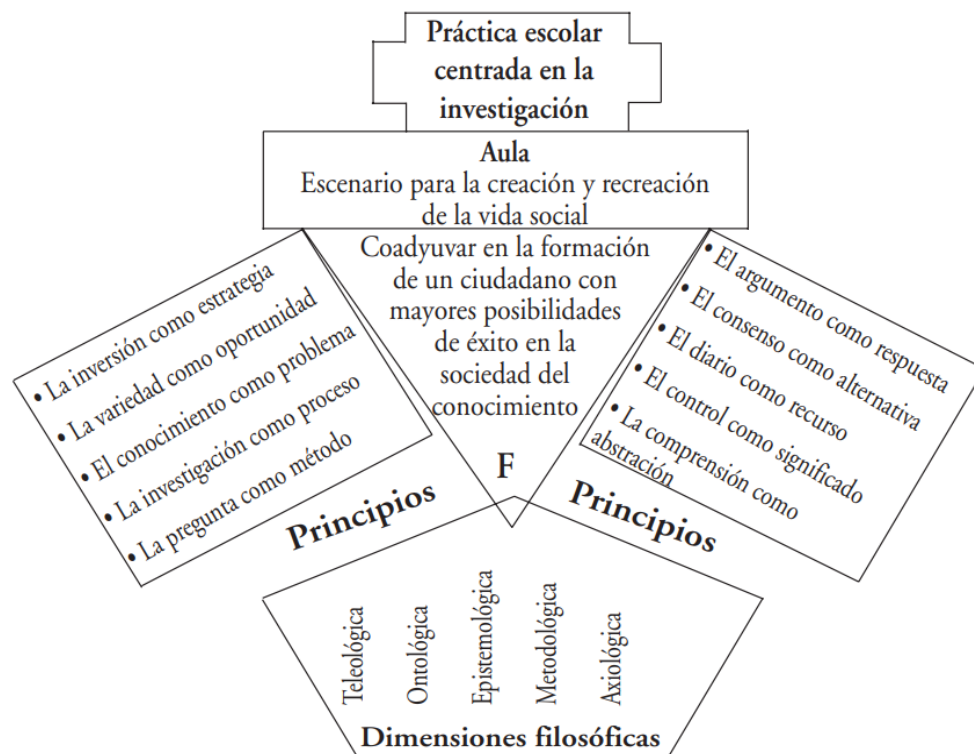 Práctica escolar
centrada en la
investigación
Aula
Escenario para la creación y recreación
de la vida social
Coadyuvar en la formación
de un ciudadano con
mayores posibilidades
de éxito en la
sociedad del
conocimiento
F
• La inversión como estrategia
• La variedad como oportunidad
• El conocimiento como problema
• La investigación como proceso
• La pregunta como método
Principios
• El argumento como respuesta
• El consenso como alternativa
• El diario como recurso
• El control como significado
• La comprensión como
abstración
Principios
Teleológica
Ontológica
Epistemológica
Metodológica
Axiológica
Dimensiones filosóficas